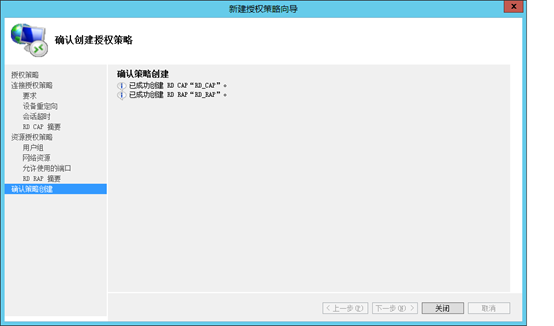 新建授权策略向导
x
确认创建授权策略
授权策略
连接授权策略
要求
设备重定向
会话超时
RD CAP 摘要
资源授权策略
用户组
网络资源
允许使用的端口
RD RAP 摘要
确认策略创建
确认策略创建
已成功创建 RD CAP“RD_CAP”。
已成功创建 RD RAP“RD_RAP”。
< 上一步(P) 下一步(N) > 关闭 取消